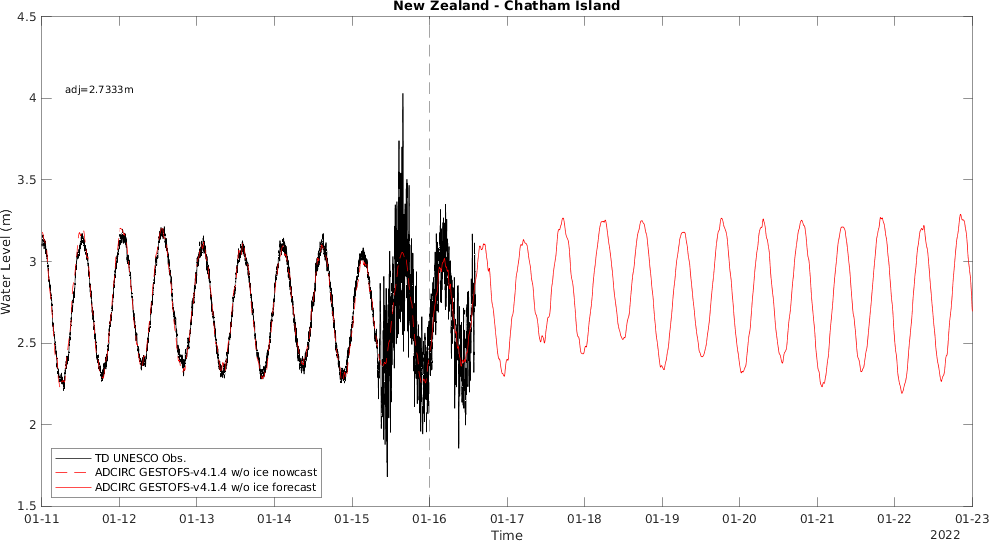 New Zealand - Chatham Island
4.5
4
3.5
3
2.5
2
1.5
Water Level (m)
adj=2.7333m
TD UNESCO Obs.
ADCIRC GESTOFS-v4.1.4 w/o ice nowcast
ADCIRC GESTOFS-v4.1.4 w/o ice forecast
01-11 01-12 01-13 01-14 01-15 01-16 01-17 01-18 01-19 01-20 01-21 01-22 01-23
Time
2022